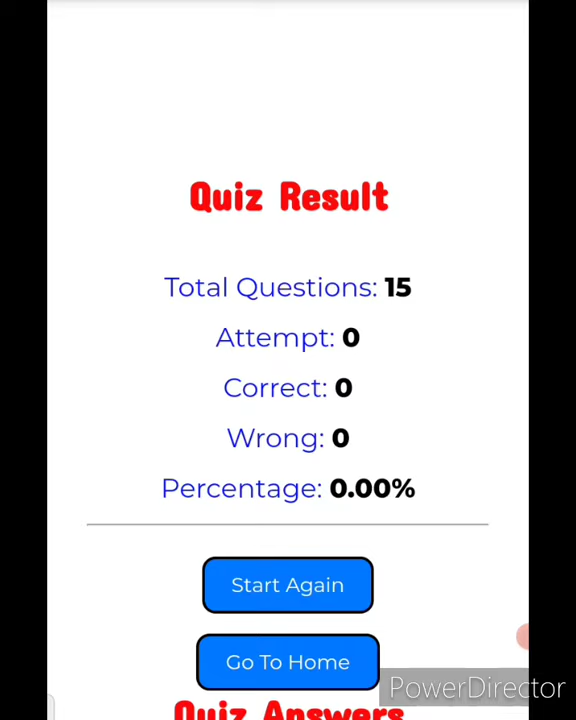 Quiz Result
Total Questions: 15
Attempt: 0
Correct: 0
Wrong: 0
Percentage: 0.00%
Start Again
Go To Home
PowerDirector
Quiz Answers